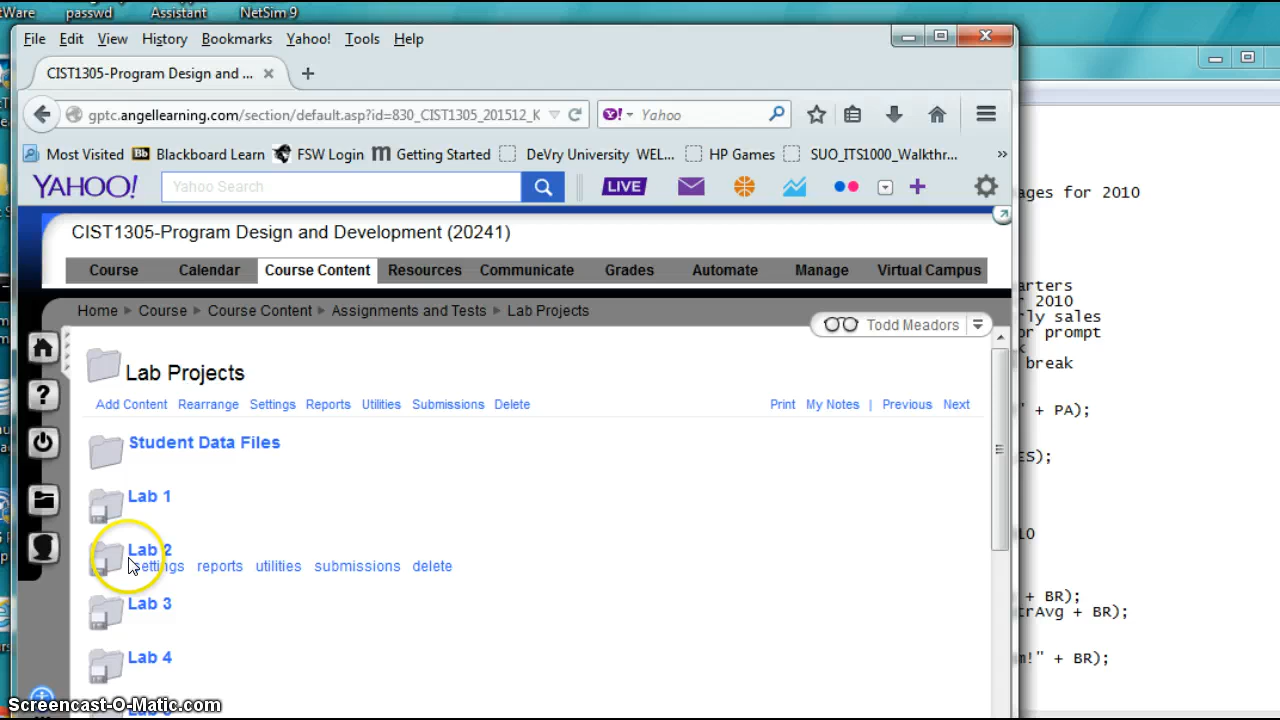 tWare passwd Assistant NetSim 9
File Edit View History Bookmarks Yahoo! Tools Help
CIST1305-Program Design and ... × +
gptc.angellearning.com/section/default.asp?id=830_CIST1305_201512_K Y! Yahoo
Most Visited Bb Blackboard Learn FSW Login Getting Started DeVry University WEL... HP Games SUO_ITS1000_Walkthr... »
YAHOO! Yahoo Search LIVE
ages for 2010
CIST1305-Program Design and Development (20241)
Course Calendar Course Content Resources Communicate Grades Automate Manage Virtual Campus
arters
r 2010
rly sales
or prompt
k
break
Home Course Course Content Assignments and Tests Lab Projects
Todd Meadors
Lab Projects
Add Content Rearrange Settings Reports Utilities Submissions Delete Print My Notes | Previous Next
" + PA);
Student Data Files
ES);
Lab 1
10
Lab 2
settings reports utilities submissions delete
Lab 3
+ BR);
trAvg + BR);
Lab 4
m!" + BR);
Screencast-O-Matic.com